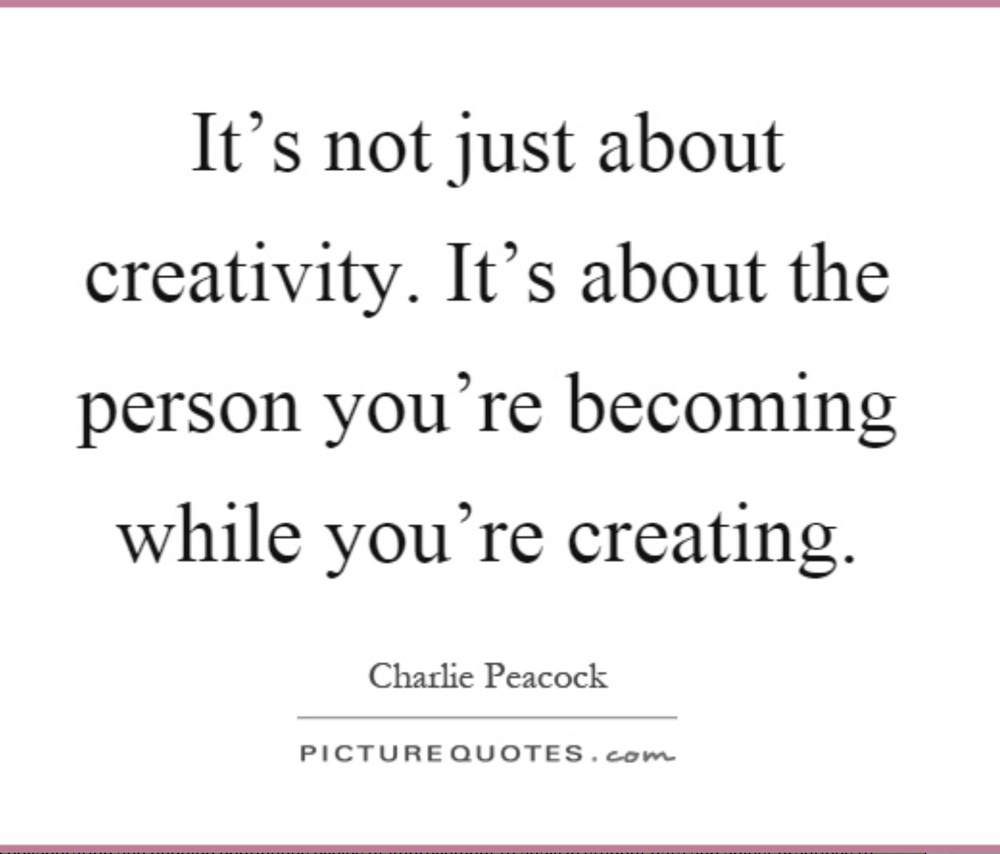 It’s not just about
creativity. It’s about the
person you’re becoming
while you’re creating.
Charlie Peacock
PICTUREQUOTES.com